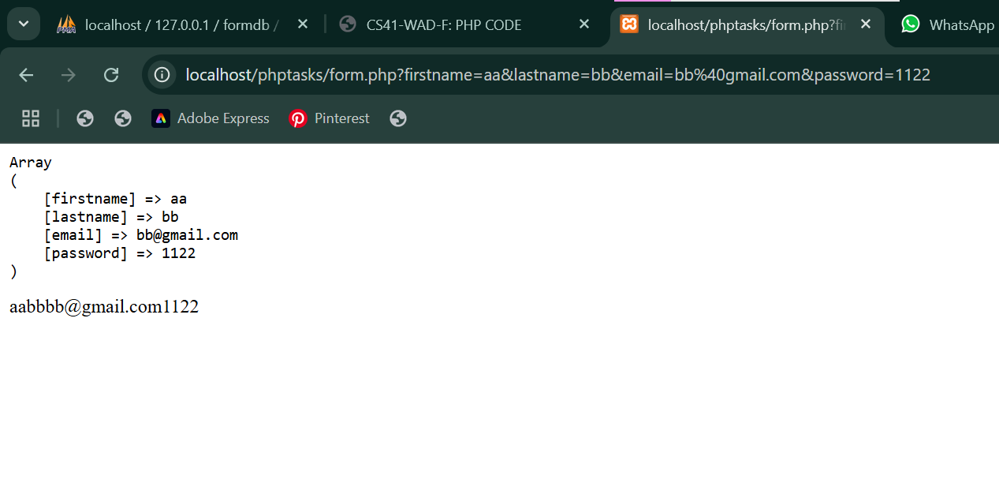 localhost / 127.0.0.1 / formdb /
CS41-WAD-F: PHP CODE
localhost/phptasks/form.php?fi
WhatsApp
localhost/phptasks/form.php?firstname=aa&lastname=bb&email=bb%40gmail.com&password=1122
Adobe Express
Pinterest
Array
(
    [firstname] => aa
    [lastname] => bb
    [email] => bb@gmail.com
    [password] => 1122
)
aabbbb@gmail.com1122